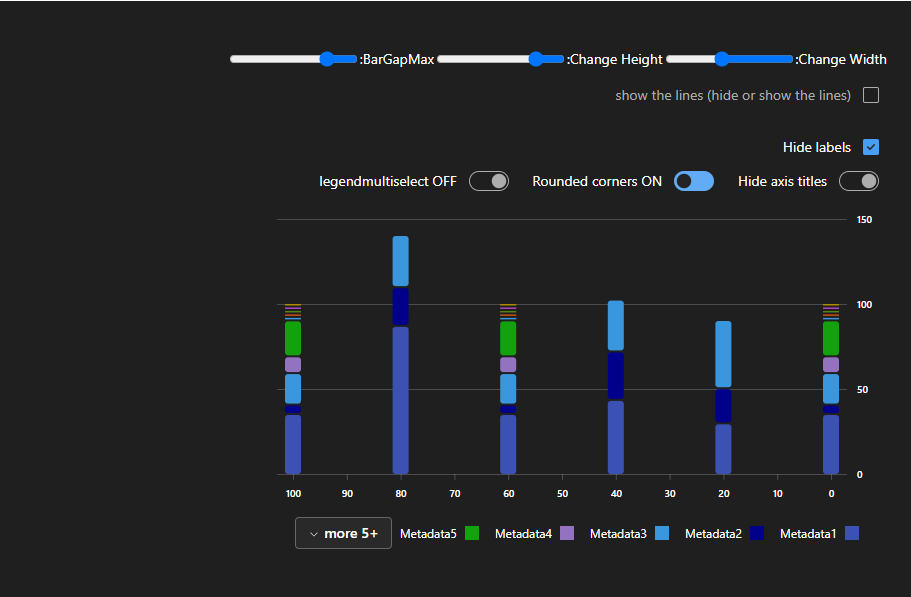 :BarGapMax :Change Height :Change Width
show the lines (hide or show the lines)
Hide labels
legendmultiselect OFF Rounded corners ON Hide axis titles
150
100
50
0
100 90 80 70 60 50 40 30 20 10 0
more 5+ Metadata5 Metadata4 Metadata3 Metadata2 Metadata1